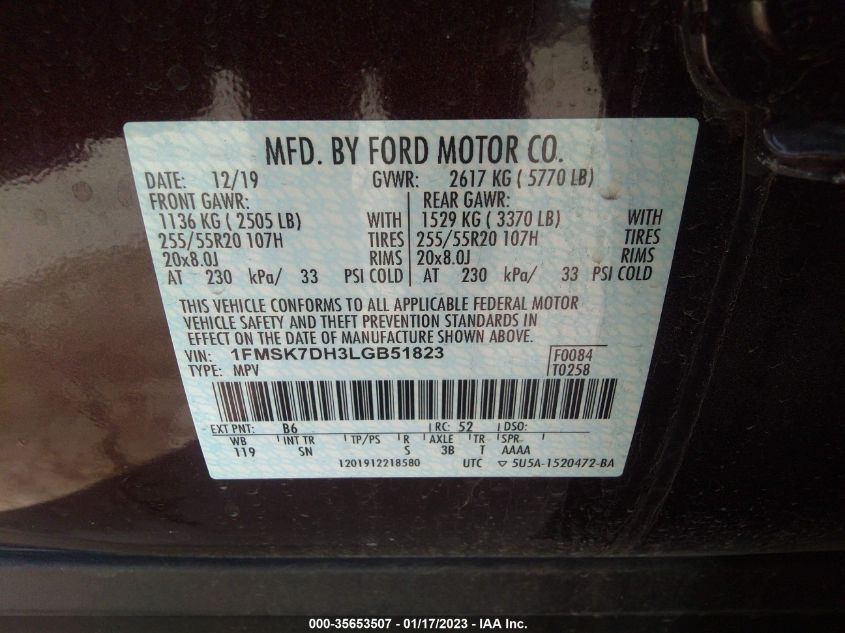 MFD. BY FORD MOTOR CO.
DATE: 12/19 GVWR: 2617 KG ( 5770 LB)
FRONT GAWR: REAR GAWR:
1136 KG ( 2505 LB) WITH 1529 KG ( 3370 LB) WITH
255/55R20 107H TIRES 255/55R20 107H TIRES
20x8.0J RIMS 20x8.0J RIMS
AT 230 kPa/ 33 PSI COLD AT 230 kPa/ 33 PSI COLD
THIS VEHICLE CONFORMS TO ALL APPLICABLE FEDERAL MOTOR
VEHICLE SAFETY AND THEFT PREVENTION STANDARDS IN
EFFECT ON THE DATE OF MANUFACTURE SHOWN ABOVE.
VIN: 1FMSK7DH3LGB51823 F0084
TYPE: MPV T0258
EXT PNT: B6 RC: 52 DSO:
WB INT TR TP/PS R AXLE TR SPR
119 SN S 3B T AAAA
1201912218580 UTC ▽ 5U5A-1520472-BA
000-35653507 - 01/17/2023 - IAA Inc.